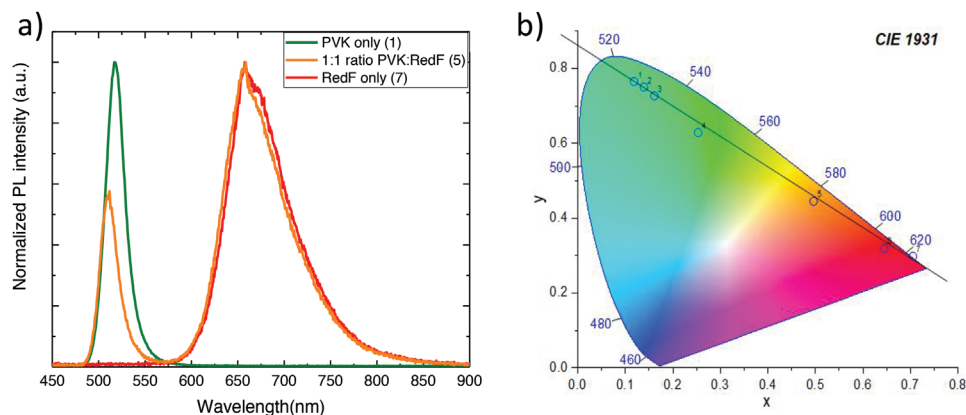 a)
Normalized PL intensity (a.u.)
PVK only (1)
1:1 ratio PVK:RedF (5)
RedF only (7)
450 500 550 600 650 700 750 800 850 900
Wavelength(nm)
b)
CIE 1931
y
0.8
0.6
0.4
0.2
0.0
0.0 0.1 0.2 0.3 0.4 0.5 0.6 0.7 0.8
x
520
540
560
580
600
620
500
480
460
1
2
3
4
5
6
7